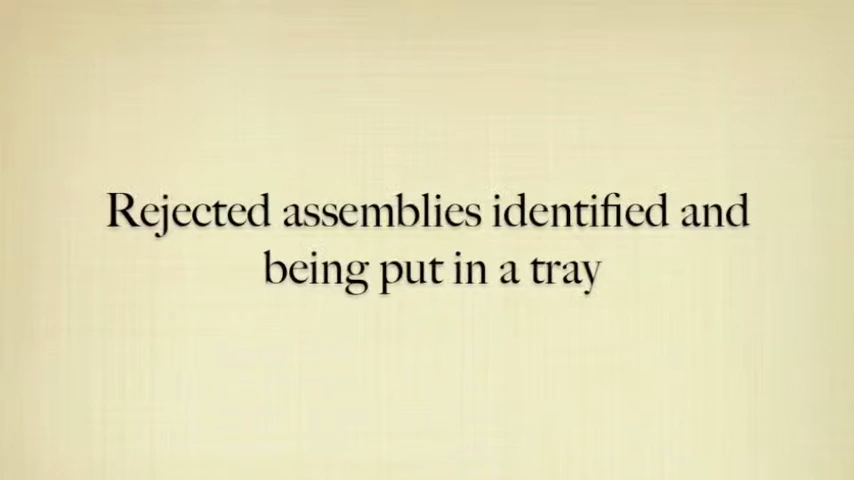 Rejected assemblies identified and
being put in a tray